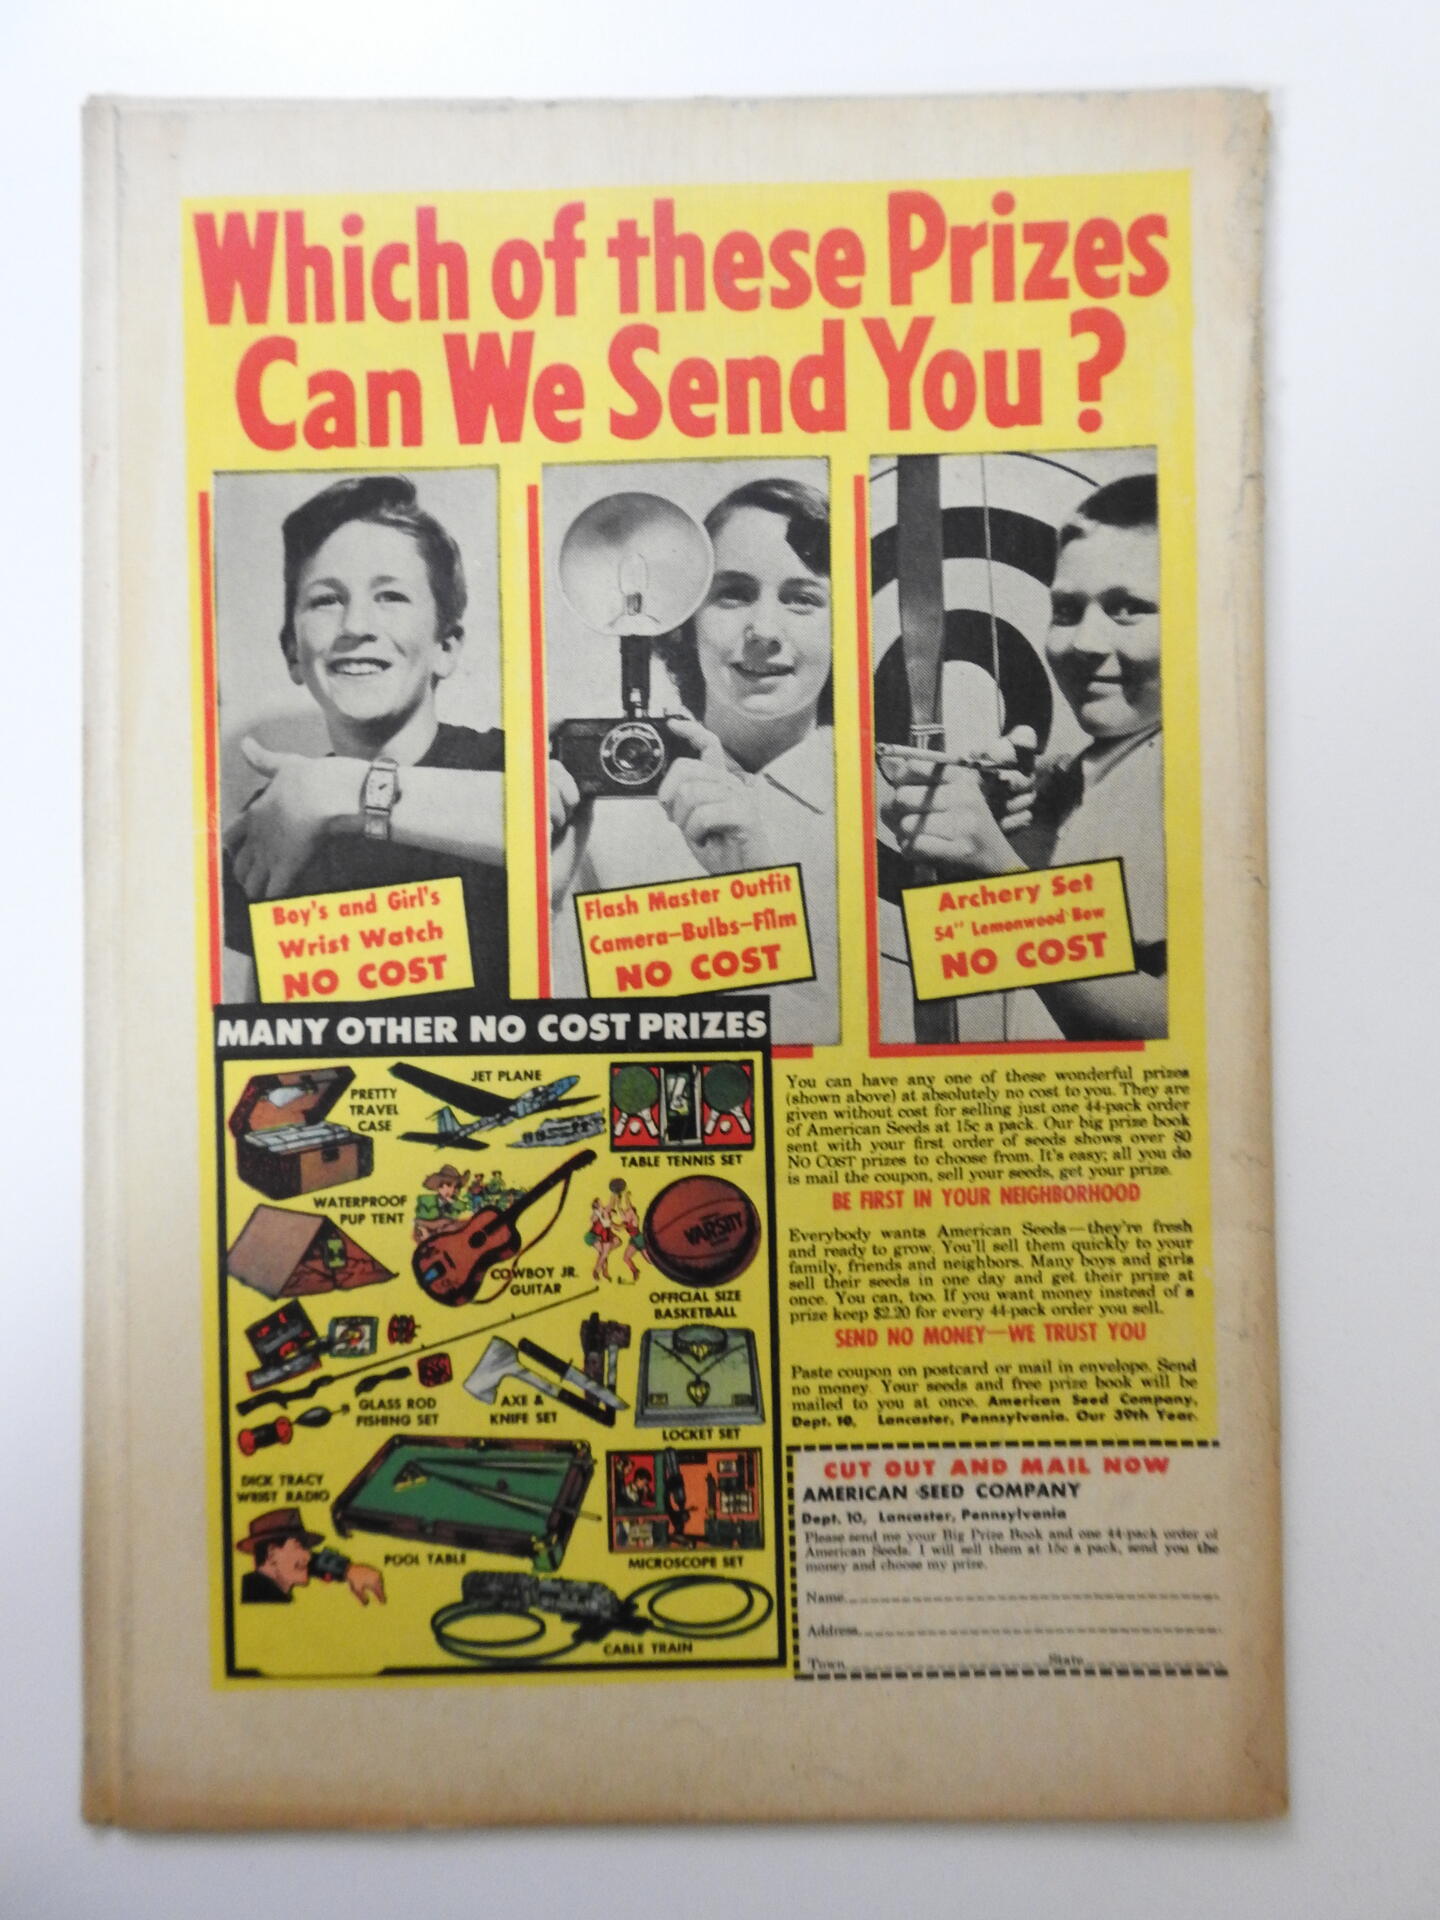 Which of these Prizes
Can We Send You?
Boy's and Girl's
Wrist Watch
NO COST
Flash Master Outfit
Camera—Bulbs—Film
NO COST
Archery Set
54" Lemonwood Bow
NO COST
MANY OTHER NO COST PRIZES
PRETTY
TRAVEL
CASE
JET PLANE
TABLE TENNIS SET
WATERPROOF
PUP TENT
COWBOY JR.
GUITAR
VARSITY
OFFICIAL SIZE
BASKETBALL
GLASS ROD
FISHING SET
AXE &
KNIFE SET
LOCKET SET
DICK TRACY
WRIST RADIO
POOL TABLE
MICROSCOPE SET
CABLE TRAIN
You can have any one of these wonderful prizes
(shown above) at absolutely no cost to you. They are
given without cost for selling just one 44-pack order
of American Seeds at 15c a pack. Our big prize book
sent with your first order of seeds shows over 80
NO COST prizes to choose from. It's easy; all you do
is mail the coupon, sell your seeds, get your prize.
BE FIRST IN YOUR NEIGHBORHOOD
Everybody wants American Seeds—they're fresh
and ready to grow. You'll sell them quickly to your
family, friends and neighbors. Many boys and girls
sell their seeds in one day and get their prize at
once. You can, too. If you want money instead of a
prize keep $2.20 for every 44-pack order you sell.
SEND NO MONEY—WE TRUST YOU
Paste coupon on postcard or mail in envelope. Send
no money. Your seeds and free prize book will be
mailed to you at once. American Seed Company,
Dept. 10, Lancaster, Pennsylvania. Our 39th Year.
CUT OUT AND MAIL NOW
AMERICAN SEED COMPANY
Dept. 10, Lancaster, Pennsylvania
Please send me your Big Prize Book and one 44-pack order of
American Seeds. I will sell them at 15c a pack, send you the
money and choose my prize.
Name
Address
Town State